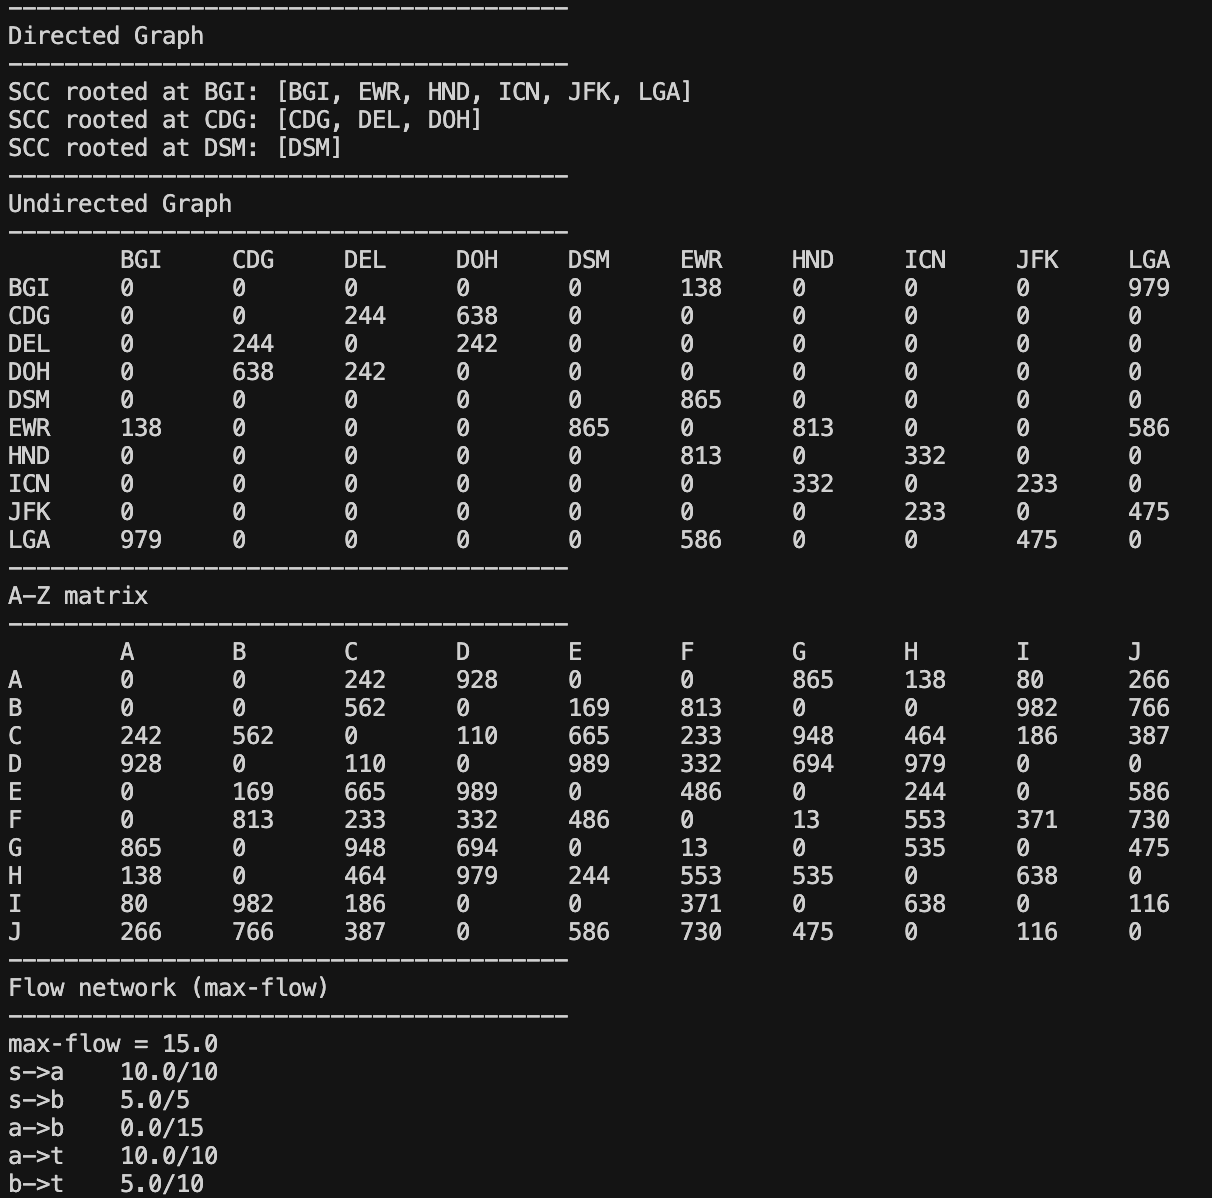 ----------------------------------------
Directed Graph
----------------------------------------
SCC rooted at BGI: [BGI, EWR, HND, ICN, JFK, LGA]
SCC rooted at CDG: [CDG, DEL, DOH]
SCC rooted at DSM: [DSM]
----------------------------------------
Undirected Graph
----------------------------------------
        BGI     CDG     DEL     DOH     DSM     EWR     HND     ICN     JFK     LGA
BGI     0       0       0       0       0       138     0       0       0       979
CDG     0       0       244     638     0       0       0       0       0       0
DEL     0       244     0       242     0       0       0       0       0       0
DOH     0       638     242     0       0       0       0       0       0       0
DSM     0       0       0       0       0       865     0       0       0       0
EWR     138     0       0       0       865     0       813     0       0       586
HND     0       0       0       0       0       813     0       332     0       0
ICN     0       0       0       0       0       0       332     0       233     0
JFK     0       0       0       0       0       0       0       233     0       475
LGA     979     0       0       0       0       586     0       0       475     0
----------------------------------------
A-Z matrix
----------------------------------------
        A       B       C       D       E       F       G       H       I       J
A       0       0       242     928     0       0       865     138     80      266
B       0       0       562     0       169     813     0       0       982     766
C       242     562     0       110     665     233     948     464     186     387
D       928     0       110     0       989     332     694     979     0       0
E       0       169     665     989     0       486     0       244     0       586
F       0       813     233     332     486     0       13      553     371     730
G       865     0       948     694     0       13      0       535     0       475
H       138     0       464     979     244     553     535     0       638     0
I       80      982     186     0       0       371     0       638     0       116
J       266     766     387     0       586     730     475     0       116     0
----------------------------------------
Flow network (max-flow)
----------------------------------------
max-flow = 15.0
s->a    10.0/10
s->b    5.0/5
a->b    0.0/15
a->t    10.0/10
b->t    5.0/10